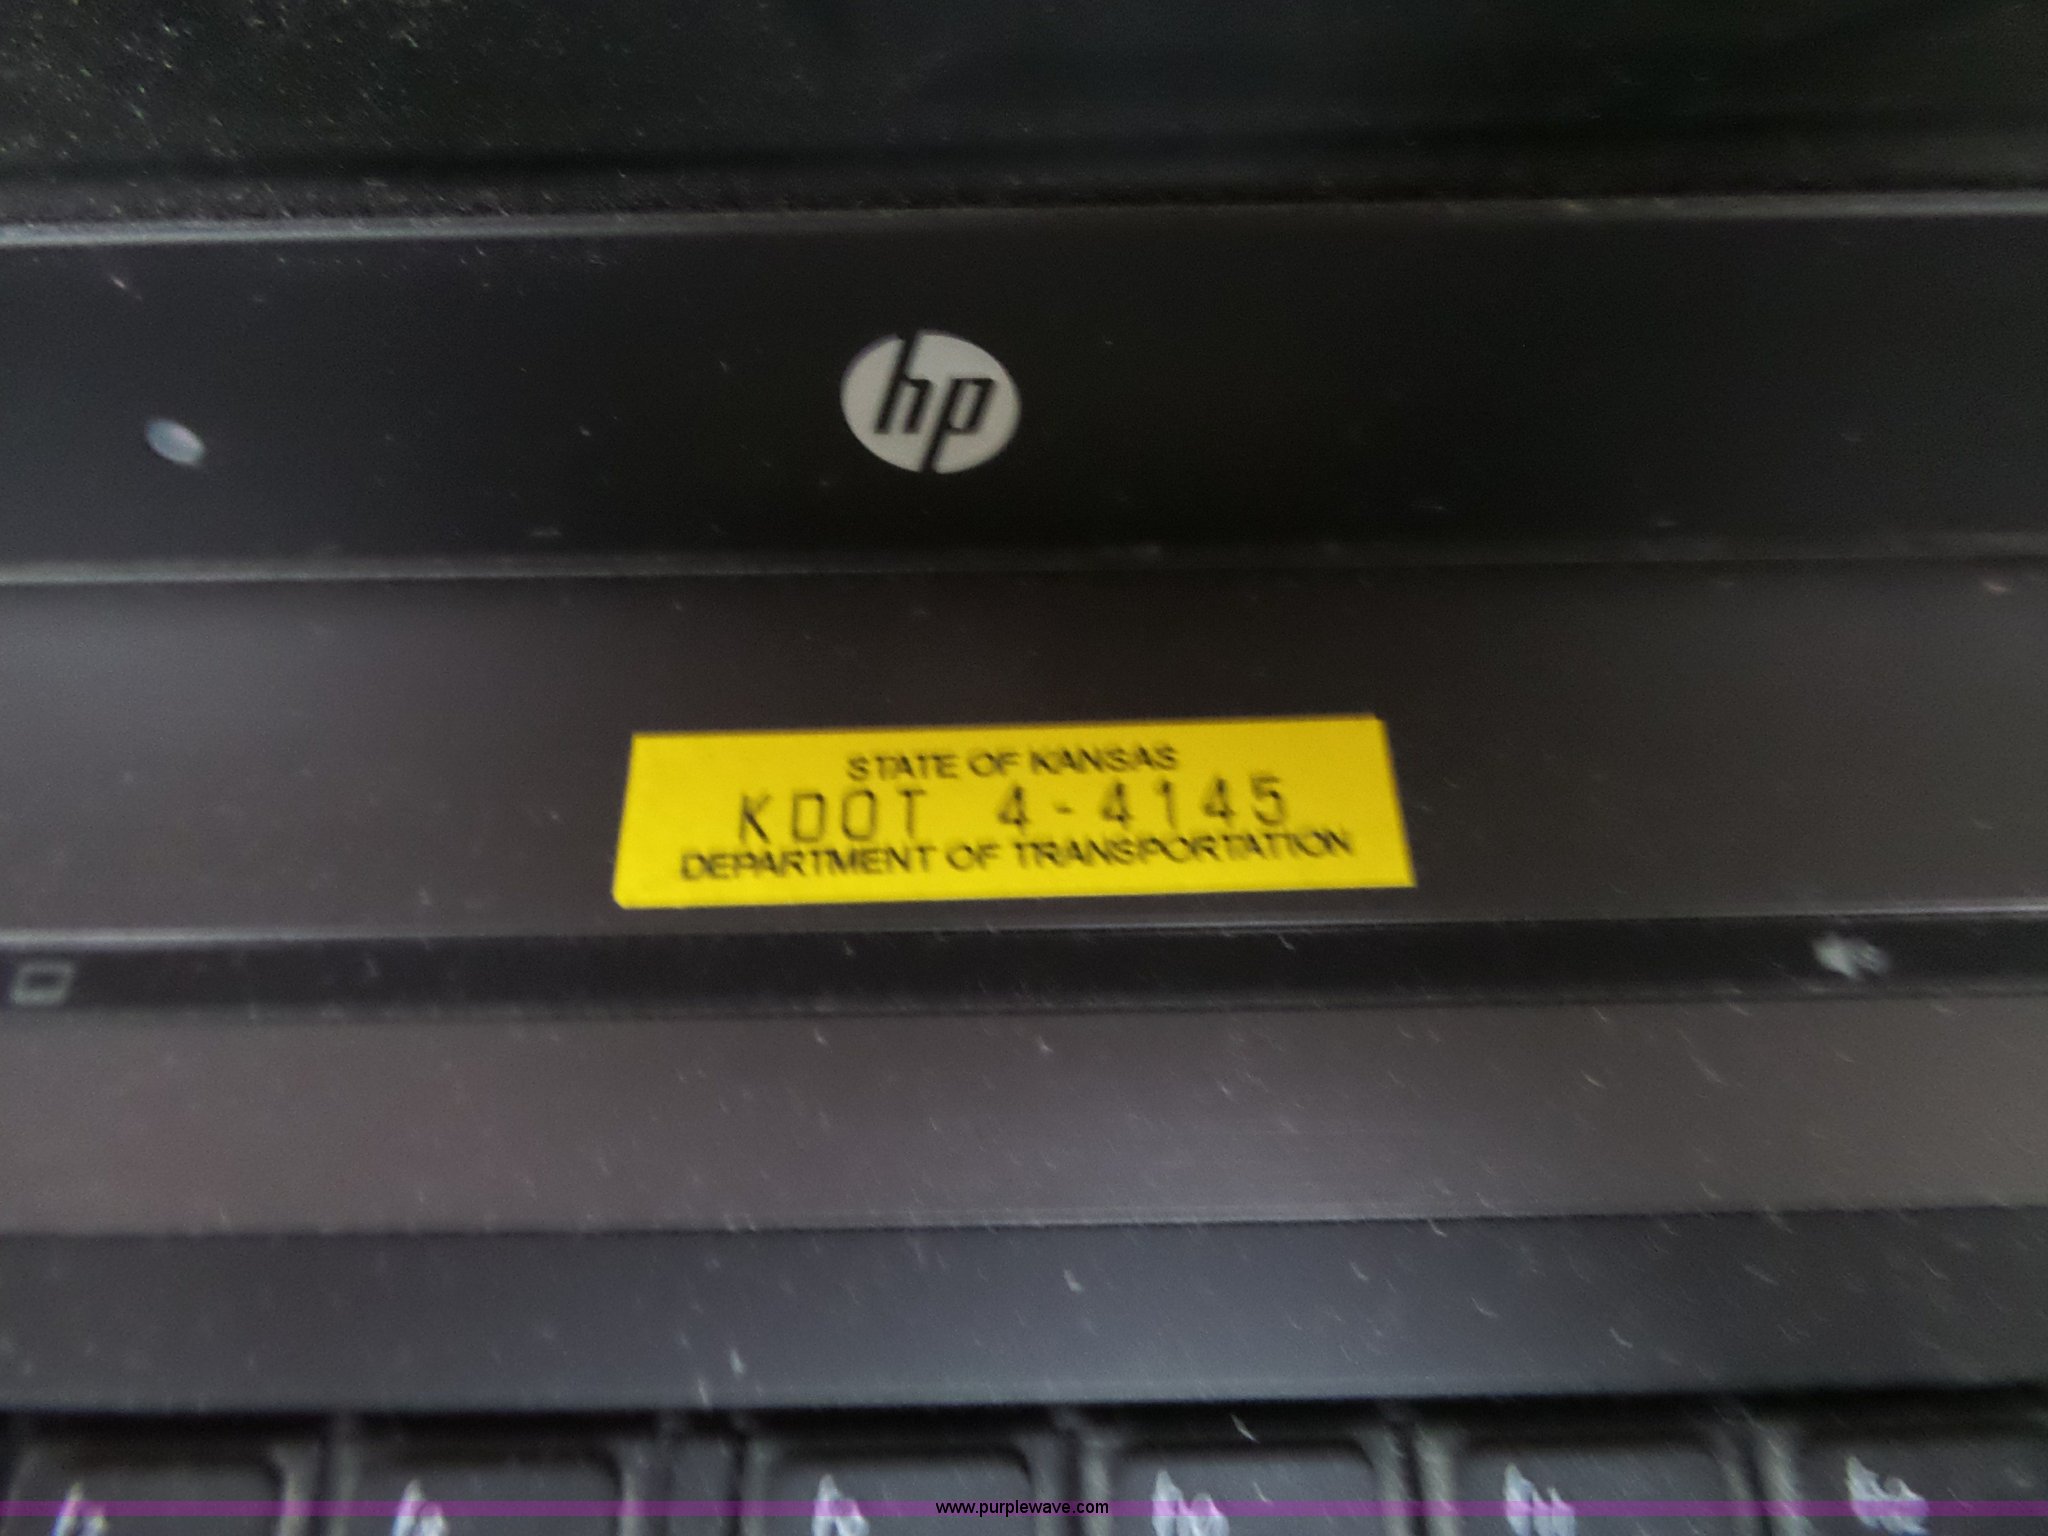 hp
STATE OF KANSAS
KDOT 4-4145
DEPARTMENT OF TRANSPORTATION
www.purplewave.com